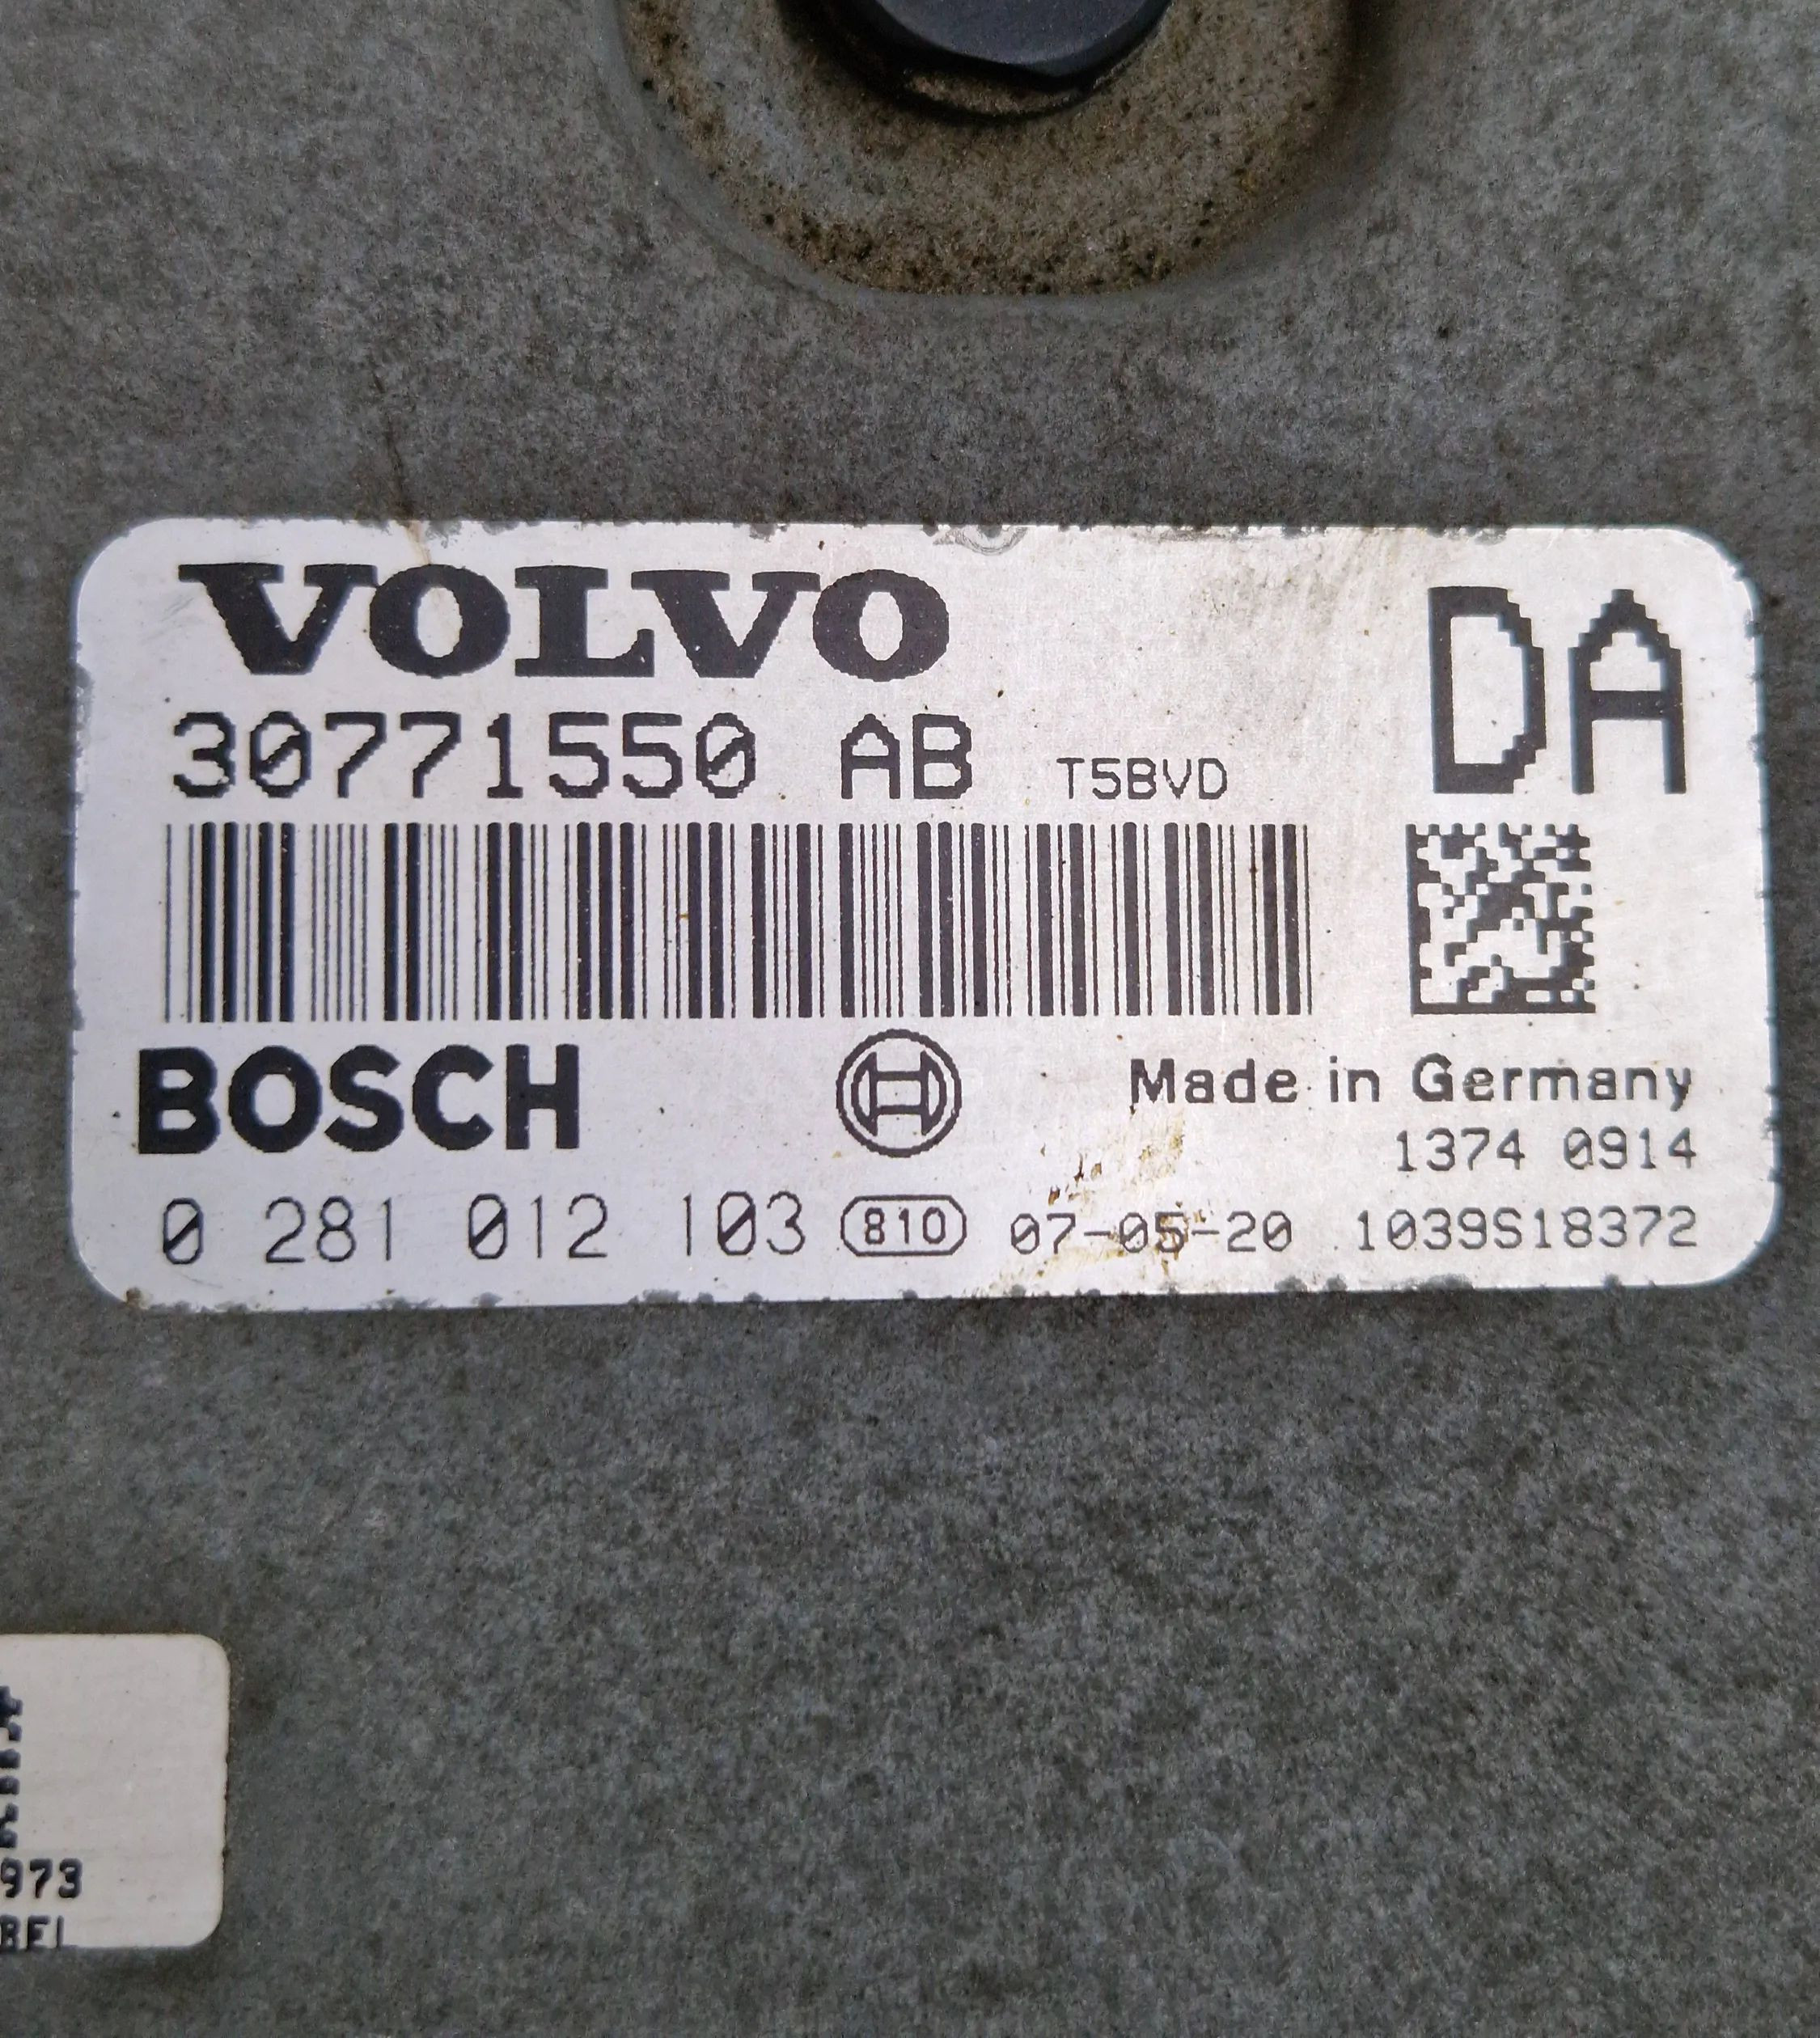 VOLVO
DA
30771550 AB T5BVD
BOSCH
Made in Germany
1374 0914
0 281 012 103 810 07-05-20 1039S18372
973